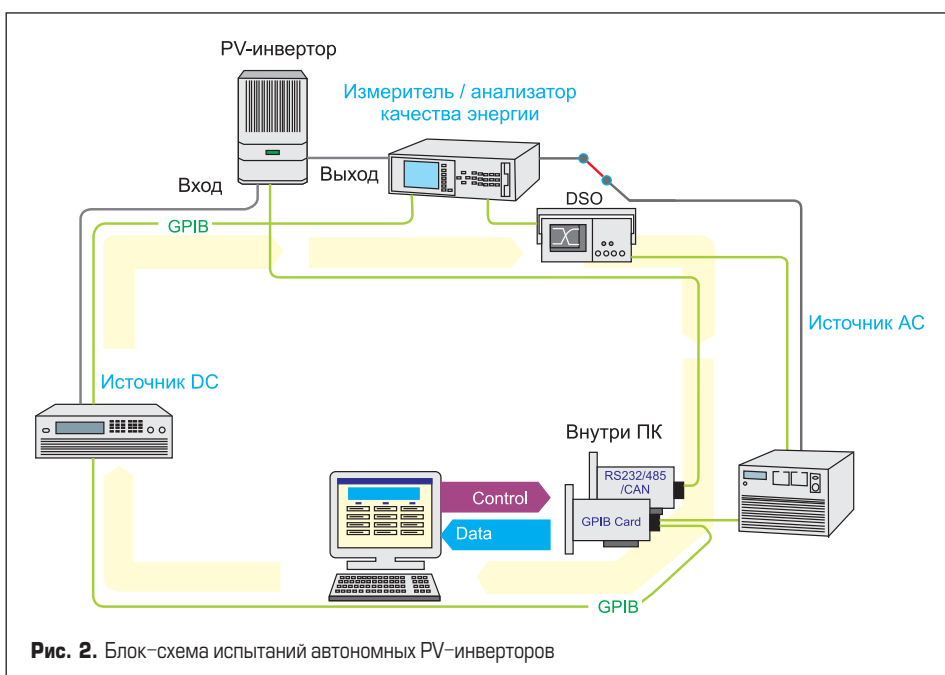 PV-инвертор
Измеритель / анализатор
качества энергии
Вход
Выход
DSO
GPIB
Источник AC
Источник DC
Внутри ПК
RS232/485
/CAN
Control
GPIB Card
Data
GPIB
Рис. 2. Блок-схема испытаний автономных PV-инверторов